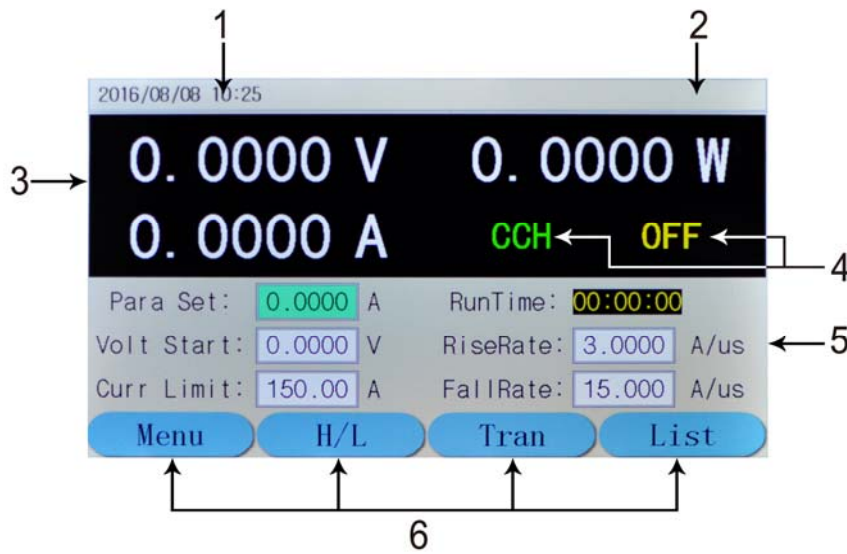 1 2
2016/08/08 10:25
3
0.0000 V 0.0000 W
0.0000 A CCH OFF
4
Para Set: 0.0000 A RunTime: 00:00:00
Volt Start: 0.0000 V RiseRate: 3.0000 A/us
5
Curr Limit: 150.00 A FallRate: 15.000 A/us
Menu H/L Tran List
6